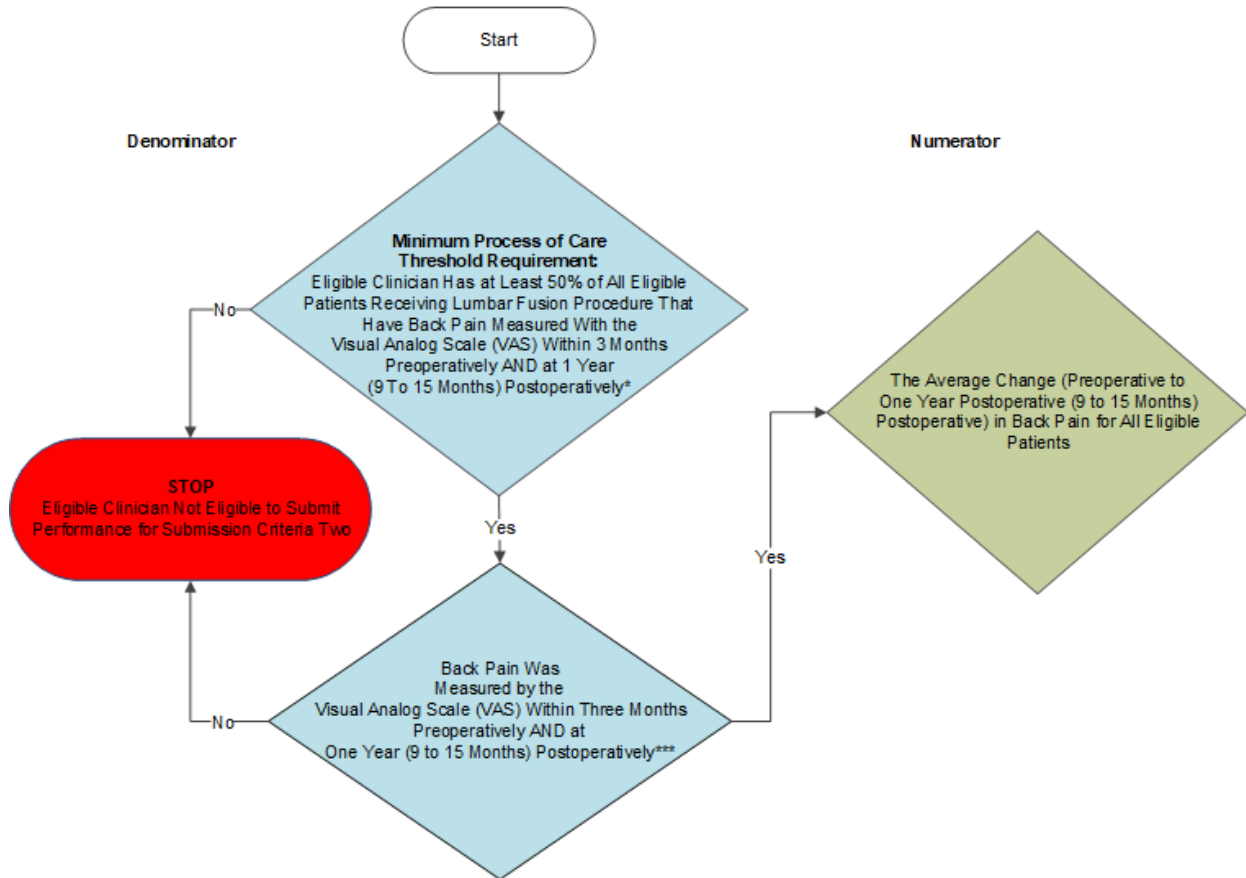 Start
Denominator
Numerator
Minimum Process of Care
Threshold Requirement:
Eligible Clinician Has at Least 50% of All Eligible
Patients Receiving Lumbar Fusion Procedure That
Have Back Pain Measured With the
Visual Analog Scale (VAS) Within 3 Months
Preoperatively AND at 1 Year
(9 To 15 Months) Postoperatively*
No
The Average Change (Preoperative to
One Year Postoperative (9 to 15 Months)
Postoperative) in Back Pain for All Eligible
Patients
STOP
Eligible Clinician Not Eligible to Submit
Performance for Submission Criteria Two
Yes
Yes
Back Pain Was
Measured by the
Visual Analog Scale (VAS) Within Three Months
Preoperatively AND at
One Year (9 to 15 Months) Postoperatively***
No